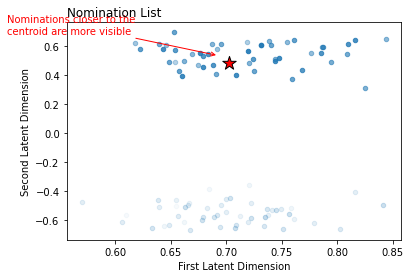 Nomination List
Nominations closer to the
centroid are more visible
Second Latent Dimension
0.6
0.4
0.2
0.0
−0.2
−0.4
−0.6
0.60
0.65
0.70
0.75
0.80
0.85
First Latent Dimension